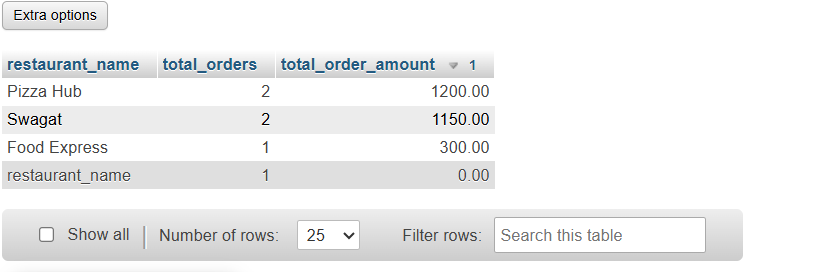 Extra options
restaurant_name total_orders total_order_amount 1
Pizza Hub 2 1200.00
Swagat 2 1150.00
Food Express 1 300.00
restaurant_name 1 0.00
Show all Number of rows: 25 Filter rows: Search this table